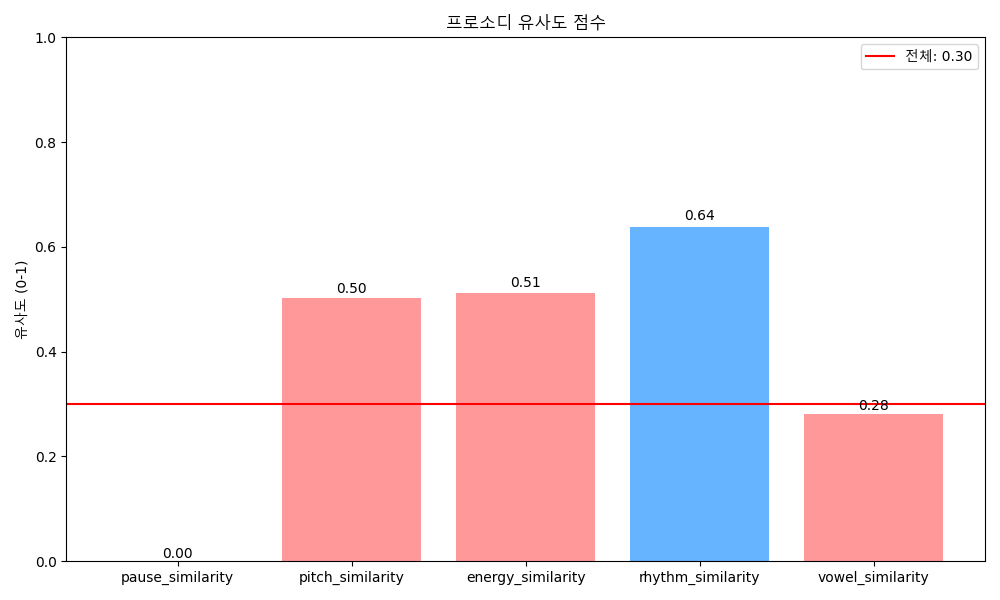 프로소디 유사도 점수
전체: 0.30
유사도 (0-1)
1.0
0.8
0.6
0.4
0.2
0.0
0.00
0.50
0.51
0.64
0.28
pause_similarity
pitch_similarity
energy_similarity
rhythm_similarity
vowel_similarity